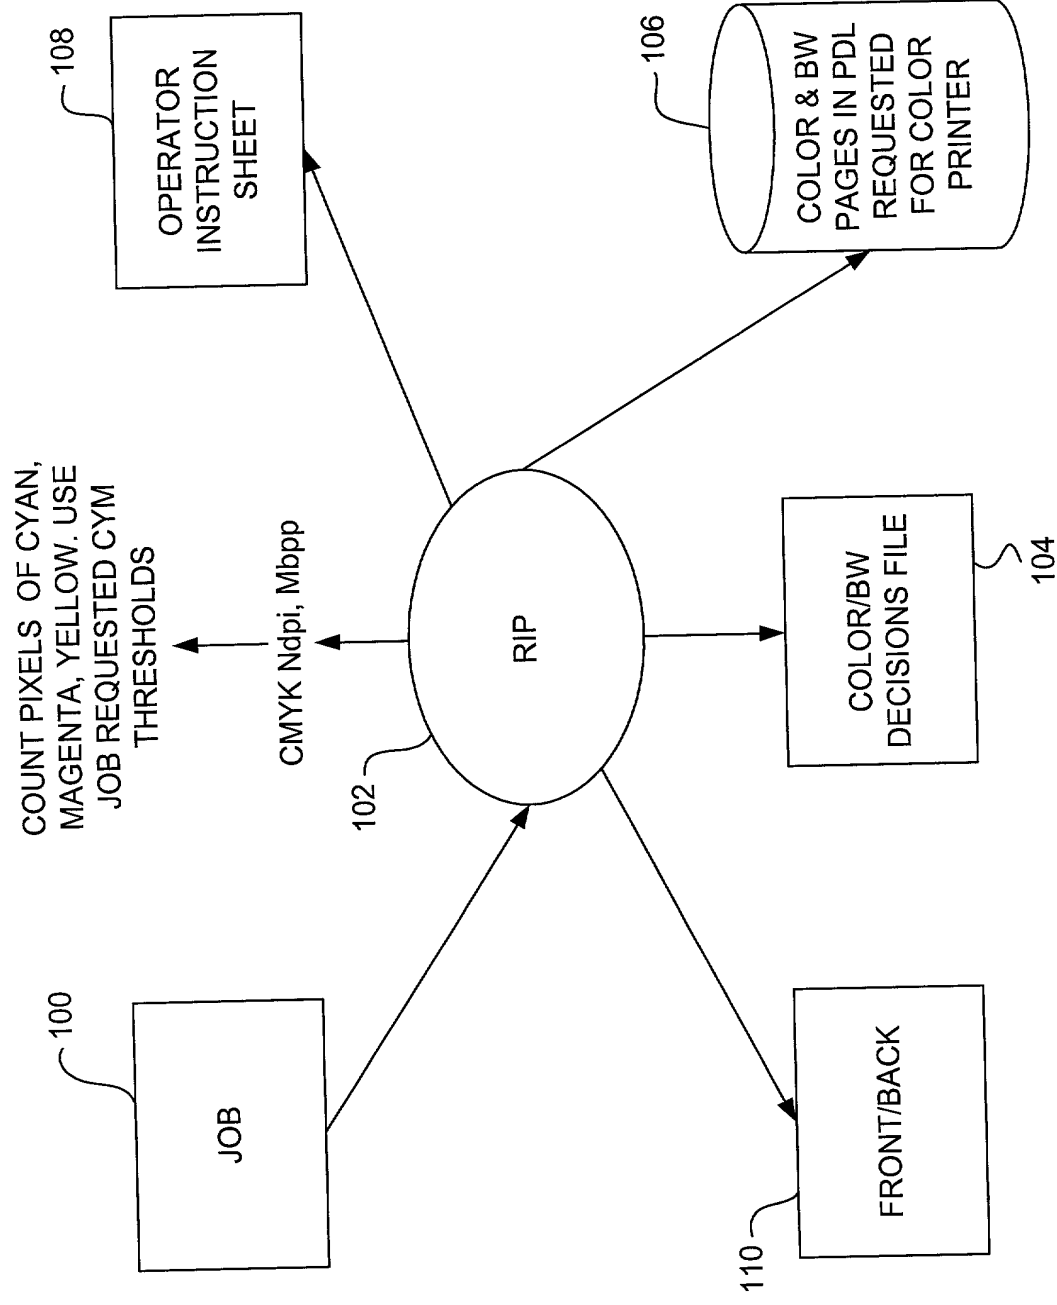 COUNT PIXELS OF CYAN,
MAGENTA, YELLOW. USE
JOB REQUESTED CYM
THRESHOLDS
CMYK Ndpi, Mbpp
100
JOB
102
RIP
108
OPERATOR
INSTRUCTION
SHEET
110
FRONT/BACK
104
COLOR/BW
DECISIONS FILE
106
COLOR & BW
PAGES IN PDL
REQUESTED
FOR COLOR
PRINTER